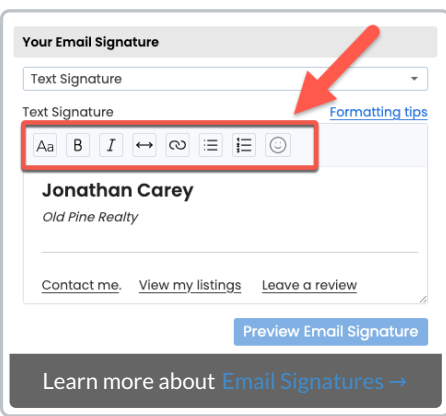 Your Email Signature
Text Signature
Text Signature Formatting tips
Aa B I
Jonathan Carey
Old Pine Realty
Contact me. View my listings Leave a review
Preview Email Signature
Learn more about Email Signatures →